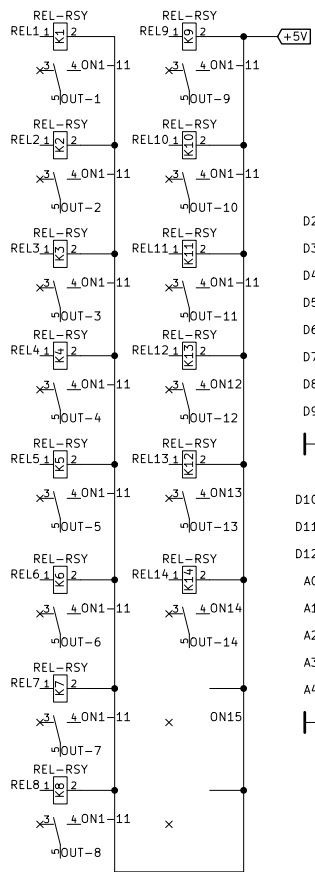 REL-RSY REL-RSY
REL1 1 K1 2 REL9 1 K9 2 +5V
3 4 ON1-11 3 4 ON1-11
5 OUT-1 5 OUT-9
REL-RSY REL-RSY
REL2 1 K2 2 REL10 1 K10 2
3 4 ON1-11 3 4 ON1-11
5 OUT-2 5 OUT-10
REL-RSY REL-RSY
REL3 1 K3 2 REL11 1 K11 2
3 4 ON1-11 3 4 ON1-11
5 OUT-3 5 OUT-11
REL-RSY REL-RSY
REL4 1 K4 2 REL12 1 K13 2
3 4 ON1-11 3 4 ON12
5 OUT-4 5 OUT-12
REL-RSY REL-RSY
REL5 1 K5 2 REL13 1 K12 2
3 4 ON1-11 3 4 ON13
5 OUT-5 5 OUT-13
REL-RSY REL-RSY
REL6 1 K6 2 REL14 1 K14 2
3 4 ON1-11 3 4 ON14
5 OUT-6 5 OUT-14
REL-RSY
REL7 1 K7 2
3 4 ON1-11 ON15
5 OUT-7
REL-RSY
REL8 1 K8 2
3 4 ON1-11
5 OUT-8
D2
D3
D4
D5
D6
D7
D8
D9
D10
D11
D12
A0
A1
A2
A3
A4